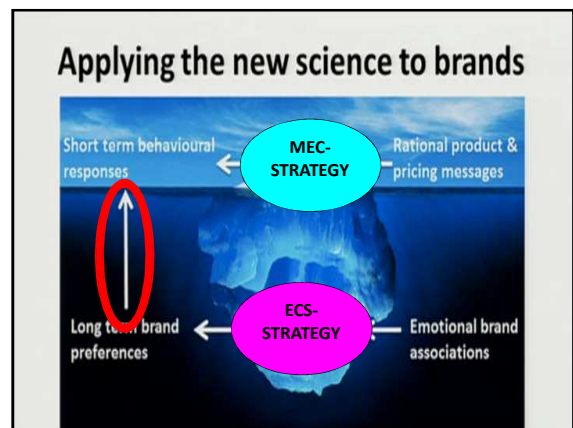 Applying the new science to brands
Short term behavioural
responses
MEC-
STRATEGY
Rational product &
pricing messages
Long term brand
preferences
ECS-
STRATEGY
Emotional brand
associations